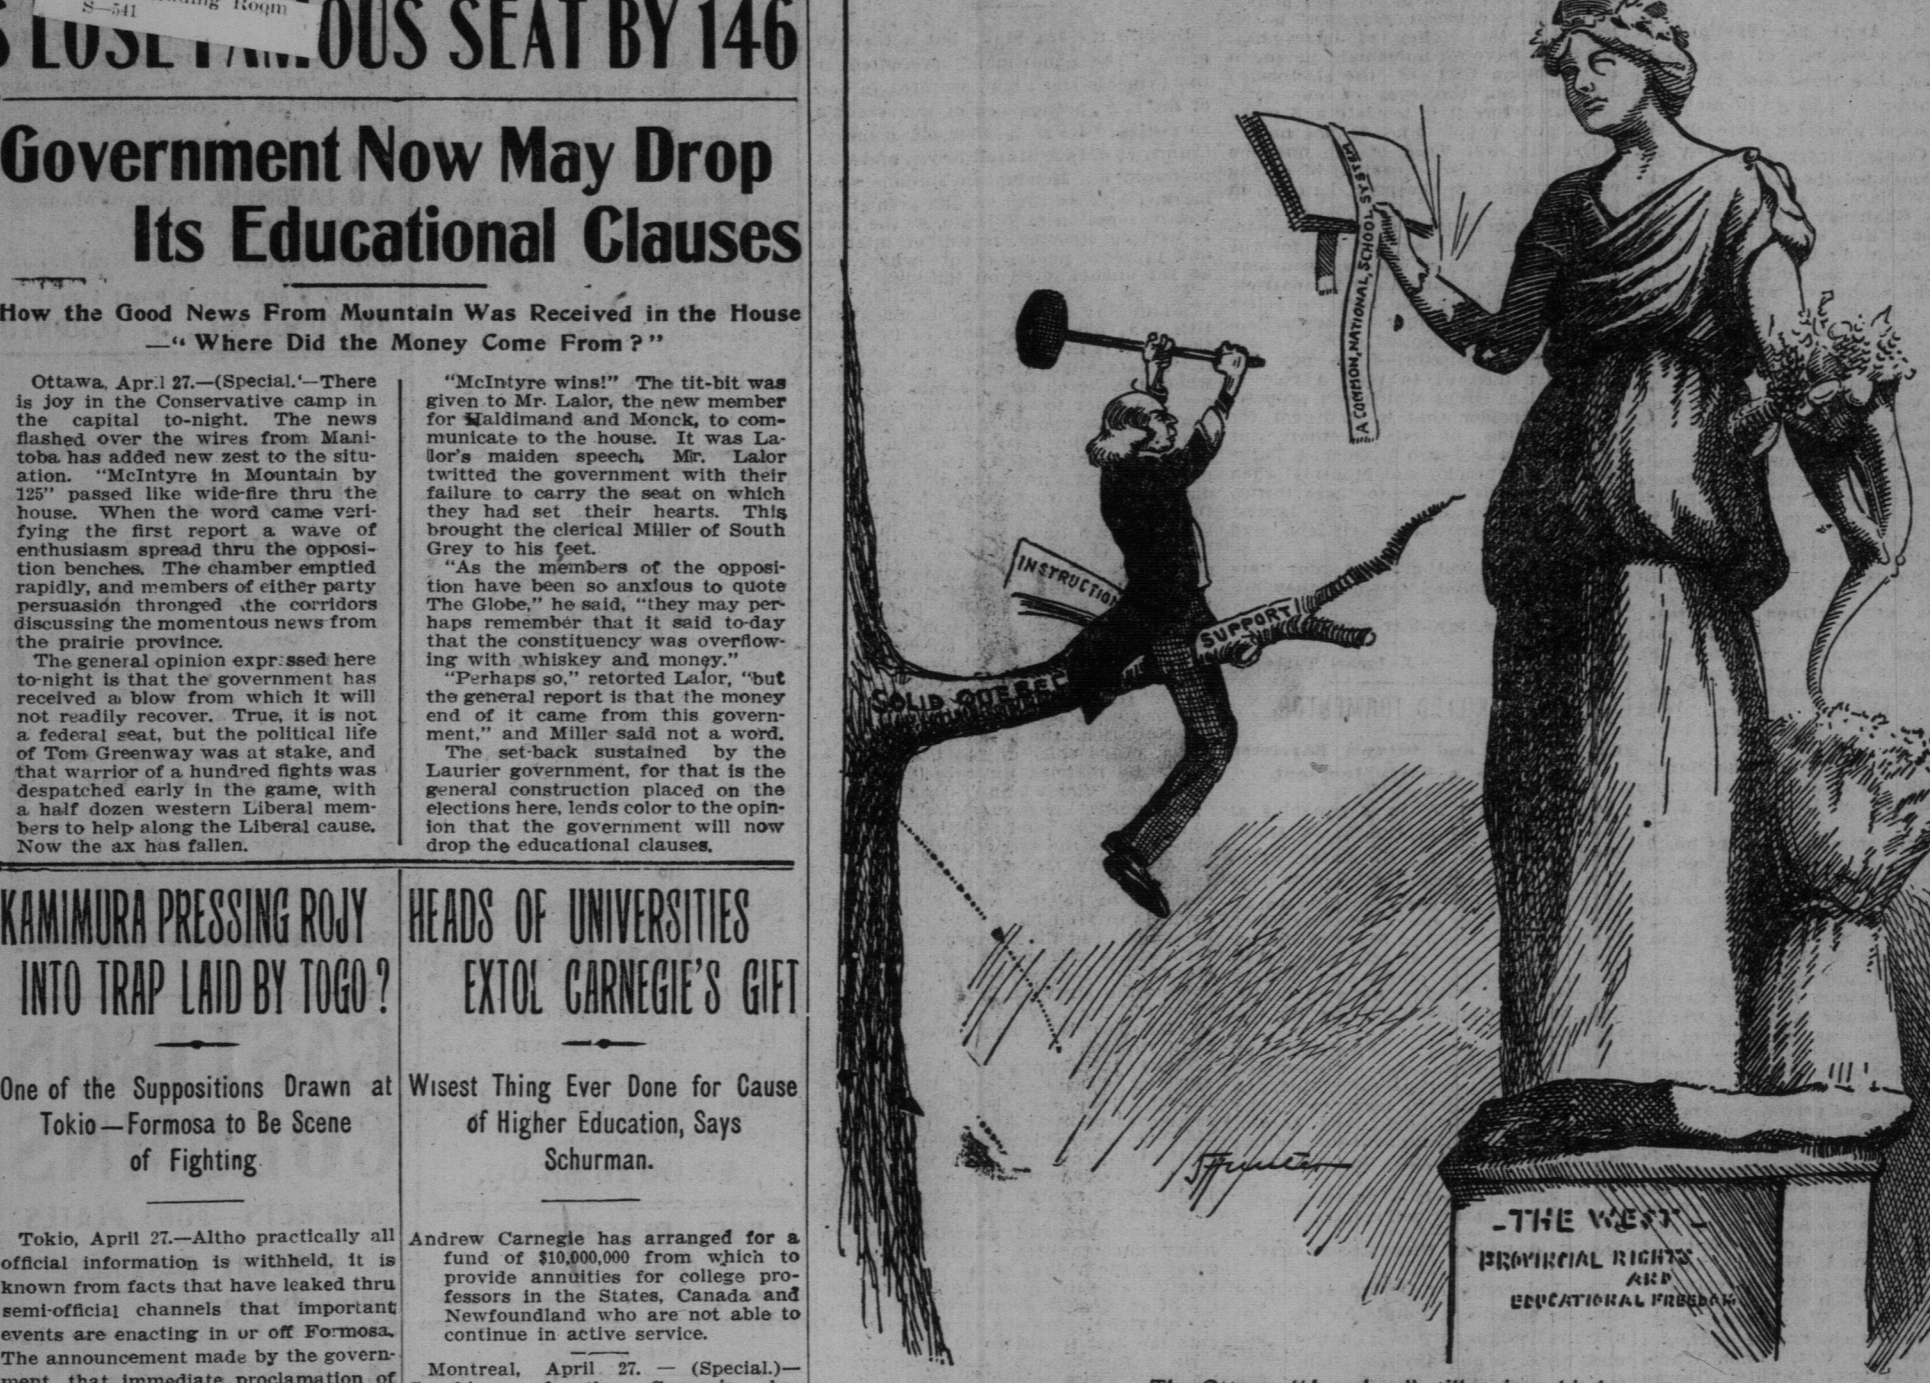 Room
S—541
LOSE FAMOUS SEAT BY 146
Government Now May Drop
Its Educational Clauses
How the Good News From Mountain Was Received in the House
—"Where Did the Money Come From?"
Ottawa, April 27.—(Special.'—There
is joy in the Conservative camp in
the capital to-night. The news
flashed over the wires from Mani-
toba has added new zest to the situ-
ation. "McIntyre in Mountain by
125" passed like wide-fire thru the
house. When the word came veri-
fying the first report a wave of
enthusiasm spread thru the opposi-
tion benches. The chamber emptied
rapidly, and members of either party
persuasion thronged the corridors
discussing the momentous news from
the prairie province.
The general opinion expressed here
to-night is that the government has
received a blow from which it will
not readily recover. True, it is not
a federal seat, but the political life
of Tom Greenway was at stake, and
that warrior of a hundred fights was
despatched early in the game, with
a half dozen western Liberal mem-
bers to help along the Liberal cause.
Now the ax has fallen.
"McIntyre wins!" The tit-bit was
given to Mr. Lalor, the new member
for Haldimand and Monck, to com-
municate to the house. It was La-
lor's maiden speech. Mr. Lalor
twitted the government with their
failure to carry the seat on which
they had set their hearts. This
brought the clerical Miller of South
Grey to his feet.
"As the members of the opposi-
tion have been so anxious to quote
The Globe," he said, "they may per-
haps remember that it said to-day
that the constituency was overflow-
ing with whiskey and money."
"Perhaps so," retorted Lalor, "but
the general report is that the money
end of it came from this govern-
ment," and Miller said not a word.
The set-back sustained by the
Laurier government, for that is the
general construction placed on the
elections here, lends color to the opin-
ion that the government will now
drop the educational clauses.
KAMIMURA PRESSING ROJY
INTO TRAP LAID BY TOGO?
One of the Suppositions Drawn at
Tokio—Formosa to Be Scene
of Fighting
Tokio, April 27.—Altho practically all
official information is withheld, it is
known from facts that have leaked thru
semi-official channels that important
events are enacting in or off Formosa.
The announcement made by the govern-
ment that immediate proclamation of
HEADS OF UNIVERSITIES
EXTOL CARNEGIE'S GIFT
Wisest Thing Ever Done for Cause
of Higher Education, Says
Schurman.
Andrew Carnegie has arranged for a
fund of $10,000,000 from which to
provide annuities for college pro-
fessors in the States, Canada and
Newfoundland who are not able to
continue in active service.
Montreal, April 27. — (Special.)—
A COMMON, NATIONAL, SCHOOL SYSTEM
INSTRUCTION
SUPPORT
SOLID QUEBEC
-THE WEST-
PROVINCIAL RIGHTS
AND
EDUCATIONAL FREEDOM